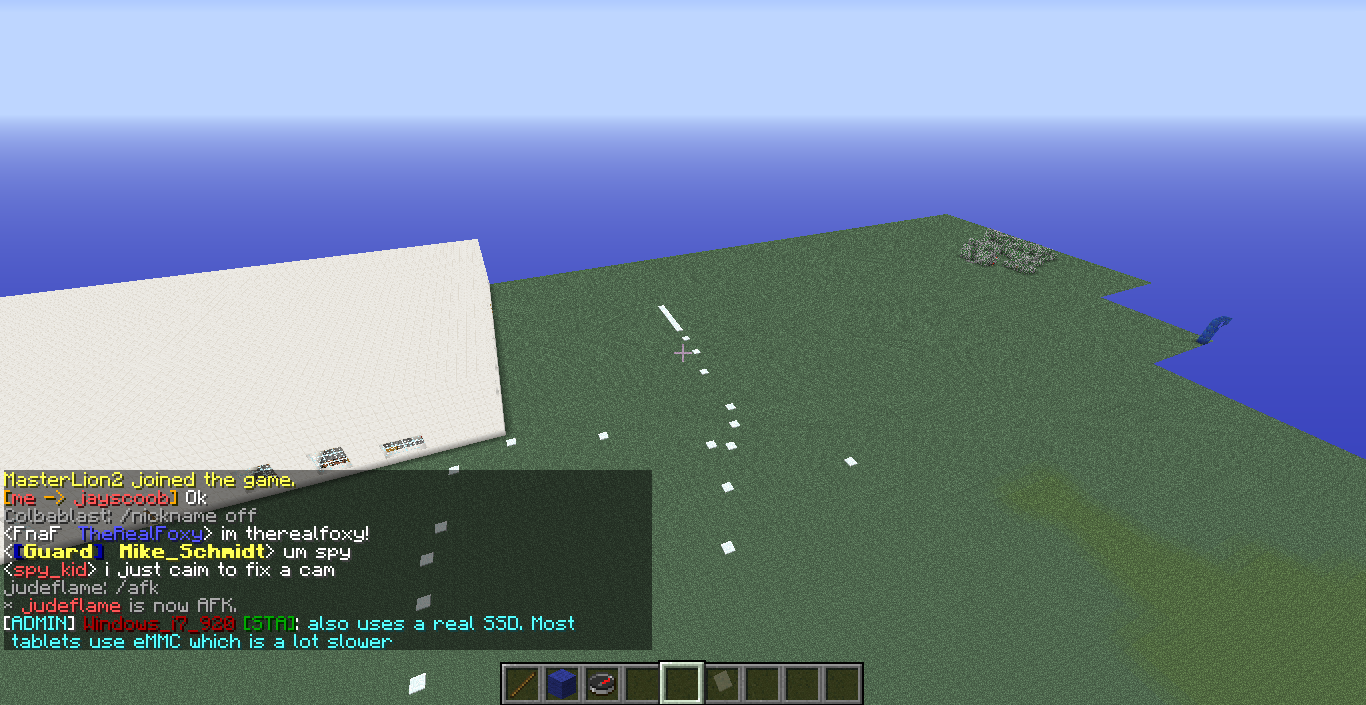 MasterLion2 joined the game.
[me -> jayscoob] Ok
Colbablast: /nickname off
<FnaF TheRealFoxy> im therealfoxy!
<[Guard] Mike_Schmidt> um spy
<spy_kid> i just caim to fix a cam
judeflame: /afk
* judeflame is now AFK.
[ADMIN] Windows_i7_920 [STA]: also uses a real SSD. Most
tablets use eMMC which is a lot slower